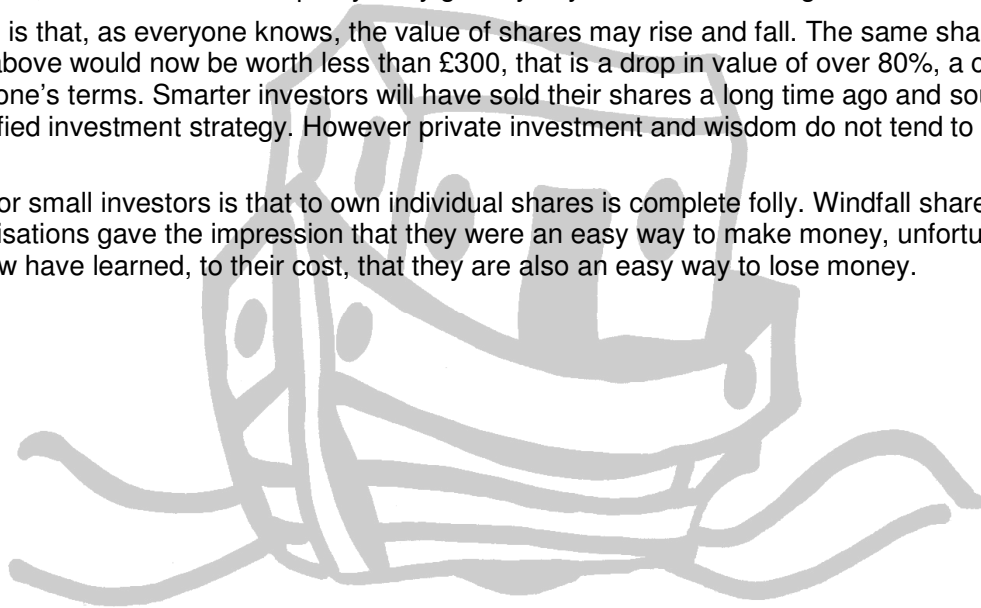 is that, as everyone knows, the value of shares may rise and fall. The same sha
above would now be worth less than £300, that is a drop in value of over 80%, a c
one's terms. Smarter investors will have sold their shares a long time ago and sou
fied investment strategy. However private investment and wisdom do not tend to
or small investors is that to own individual shares is complete folly. Windfall share
isations gave the impression that they were an easy way to make money, unfortu
w have learned, to their cost, that they are also an easy way to lose money.